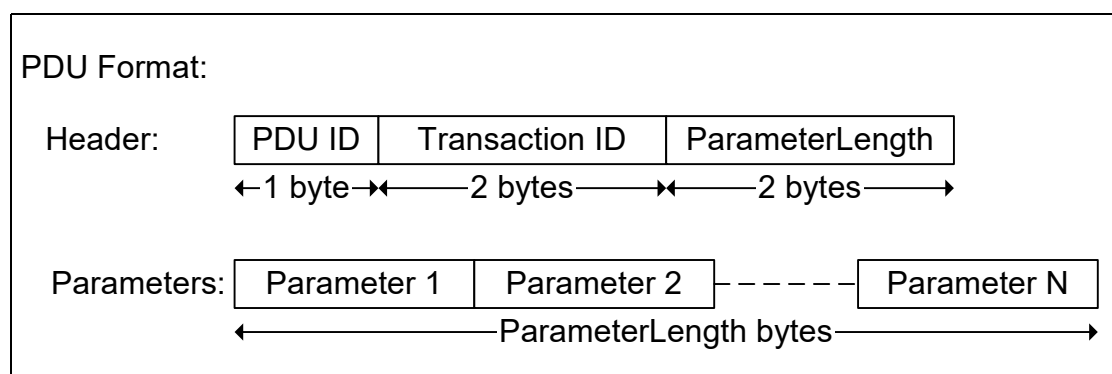 PDU Format:
Header: PDU ID Transaction ID ParameterLength
1 byte 2 bytes 2 bytes
Parameters: Parameter 1 Parameter 2 Parameter N
ParameterLength bytes